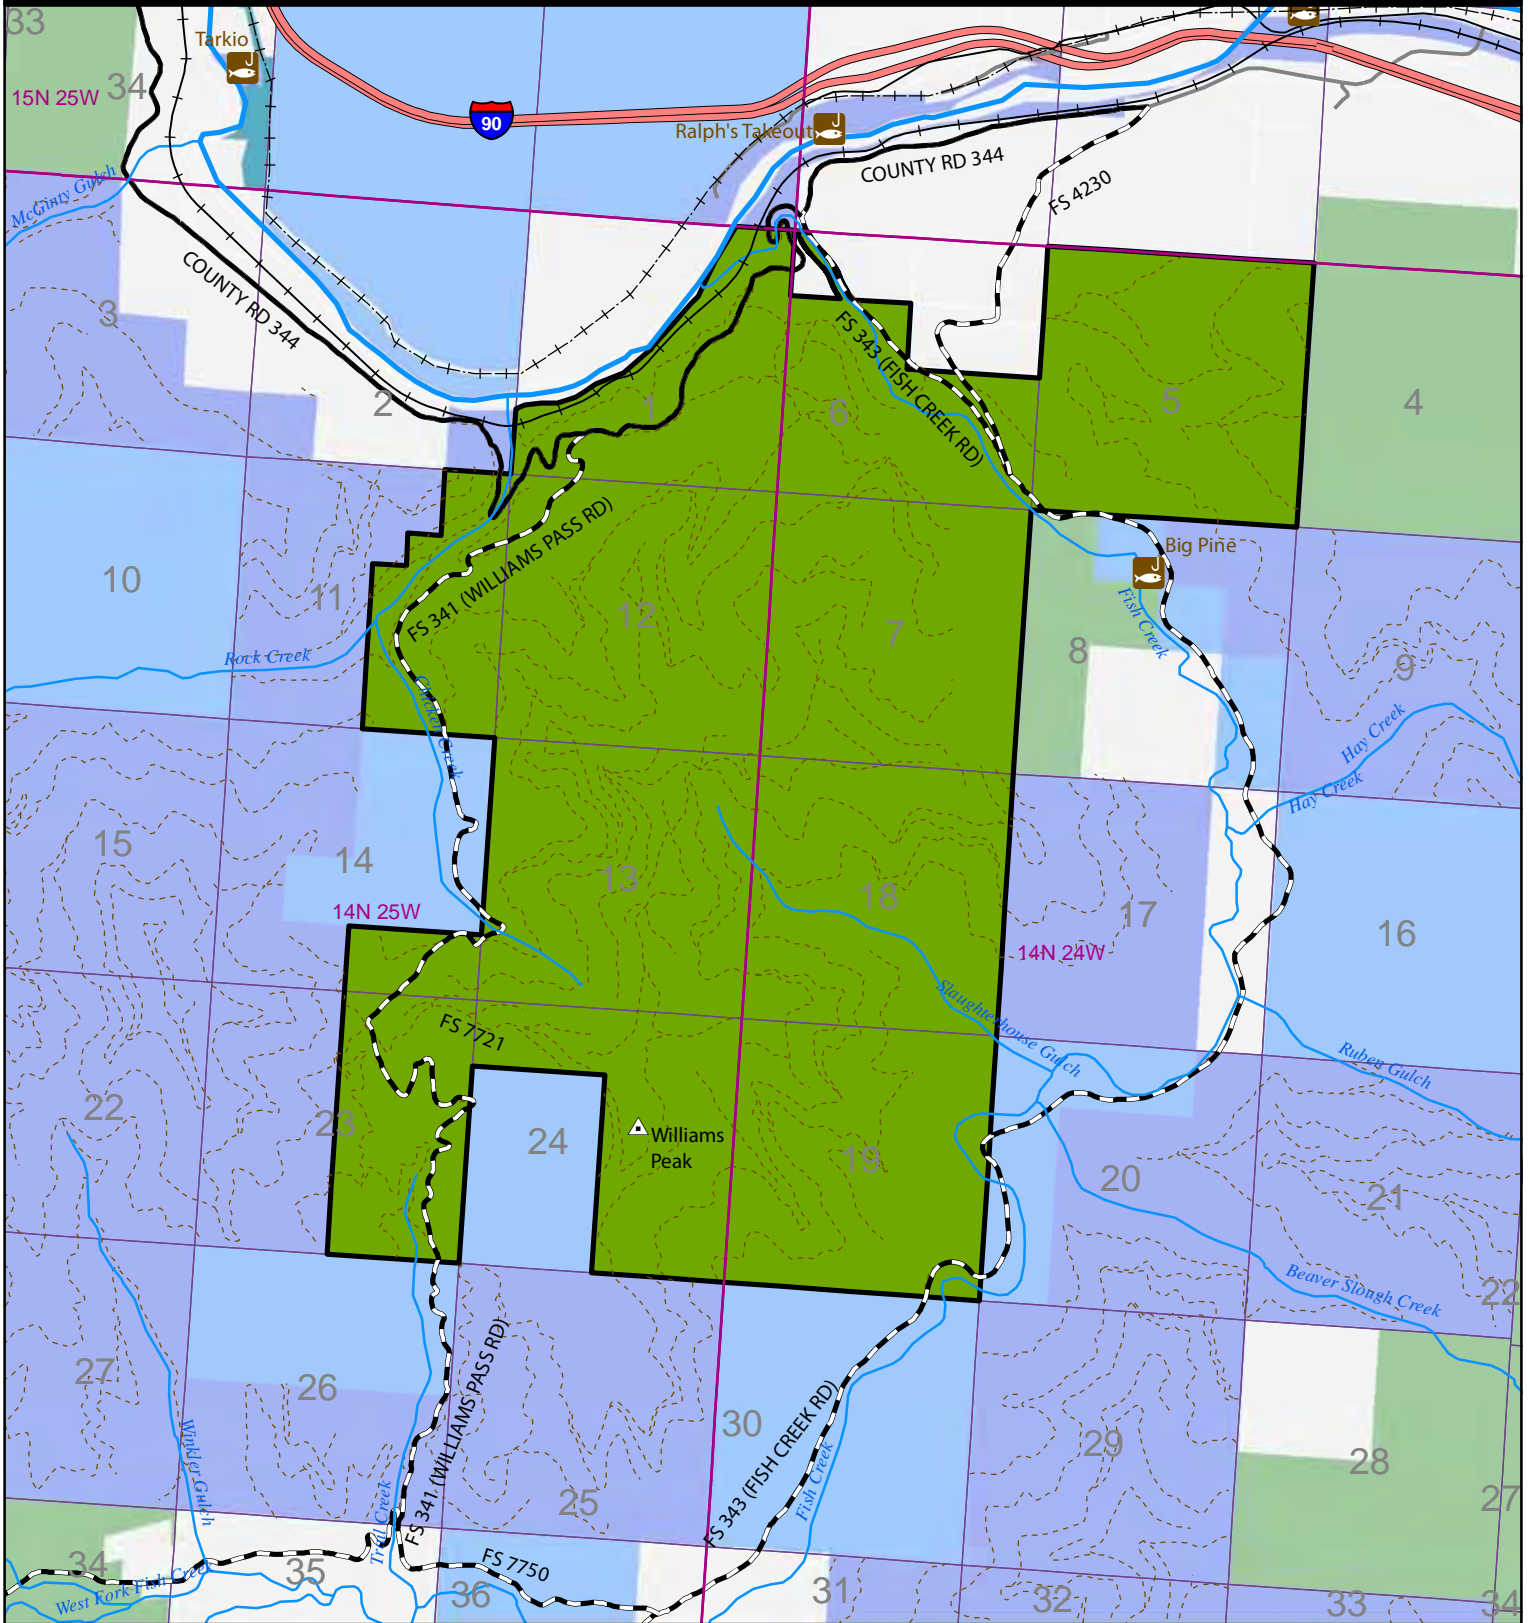 33
Tarkio
34
15N 25W
90
Ralph's Takeout
COUNTY RD 344
FS 4230
McGinty Gulch
COUNTY RD 344
3
2
1
6
5
4
FS 343 (FISH CREEK RD)
FS 341 (WILLIAMS PASS RD)
Big Pine
10
11
12
7
8
9
Fish Creek
Rock Creek
Hay Creek
Hay Creek
15
14
13
18
17
16
14N 25W
14N 24W
Slaughterhouse Gulch
FS 7721
Ruben Gulch
22
23
24
Williams
Peak
19
20
21
Beaver Slough Creek
22
27
26
25
30
29
28
27
Winkler Gulch
Trail Creek
FS 341 (WILLIAMS PASS RD)
FS 343 (FISH CREEK RD)
Fish Creek
FS 7750
West Fork Fish Creek
34
35
36
31
32
33
34